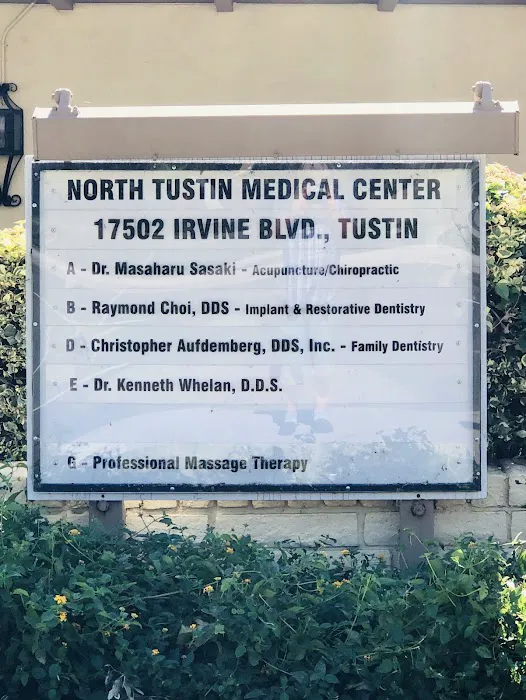 NORTH TUSTIN MEDICAL CENTER
17502 IRVINE BLVD., TUSTIN
A - Dr. Masaharu Sasaki - Acupuncture/Chiropractic
B - Raymond Choi, DDS - Implant & Restorative Dentistry
D - Christopher Aufdemberg, DDS, Inc. - Family Dentistry
E - Dr. Kenneth Whelan, D.D.S.
G - Professional Massage Therapy